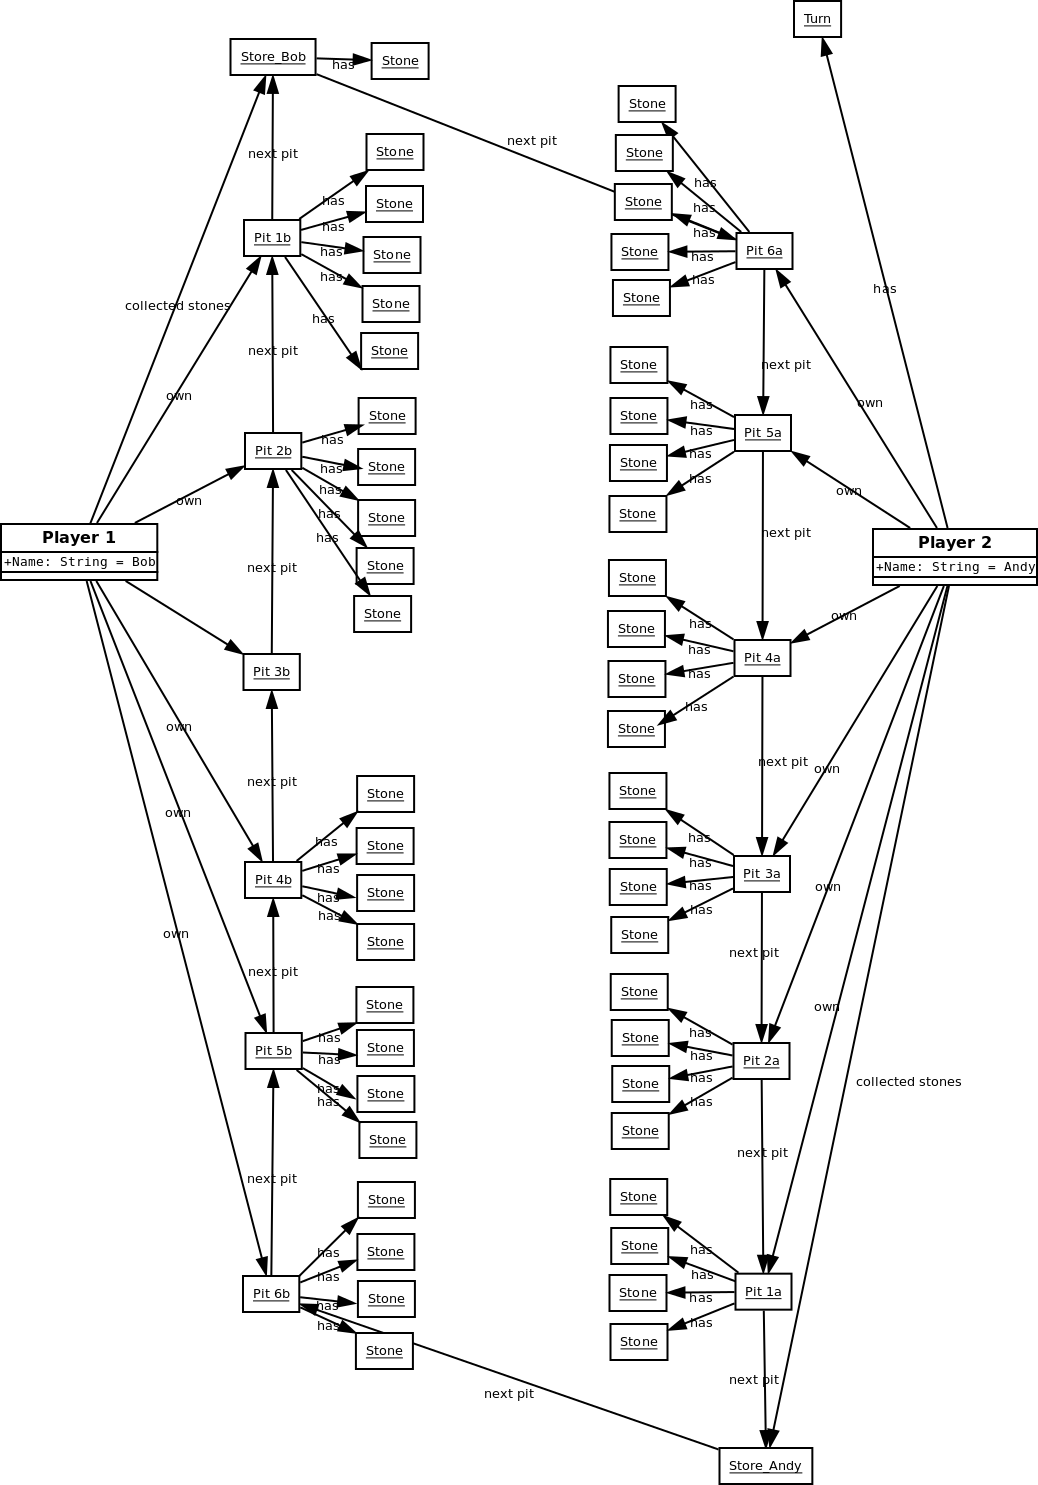 Turn
Store_Bob
has
Stone
Stone
next pit
Stone
next pit
Stone
Stone
has
has
Stone
Stone
has
has
has
Pit 1b
Pit 6a
has
Stone
Stone
has
has
has
Stone
has
Stone
collected stones
has
next pit
Stone
Stone
next pit
own
own
has
Stone
Stone
has
has
Pit 2b
Pit 5a
has
Stone
Stone
has
has
own
own
has
has
Stone
Stone
next pit
has
Player 1
Player 2
+Name: String = Bob
+Name: String = Andy
next pit
Stone
Stone
Stone
own
has
Stone
has
Pit 3b
Pit 4a
has
Stone
has
own
Stone
next pit
next pit
own
Stone
Stone
own
has
has
Stone
Stone
has
has
Pit 4b
Pit 3a
has
Stone
Stone
own
has
has
has
own
Stone
Stone
next pit
next pit
Stone
Stone
own
has
has
Stone
Stone
Pit 5b
has
has
Pit 2a
has
Stone
Stone
collected stones
has
has
has
Stone
Stone
next pit
next pit
Stone
Stone
has
has
Stone
Stone
has
has
Pit 6b
Pit 1a
Stone
Stone
has
has
has
has
Stone
Stone
next pit
next pit
Store_Andy